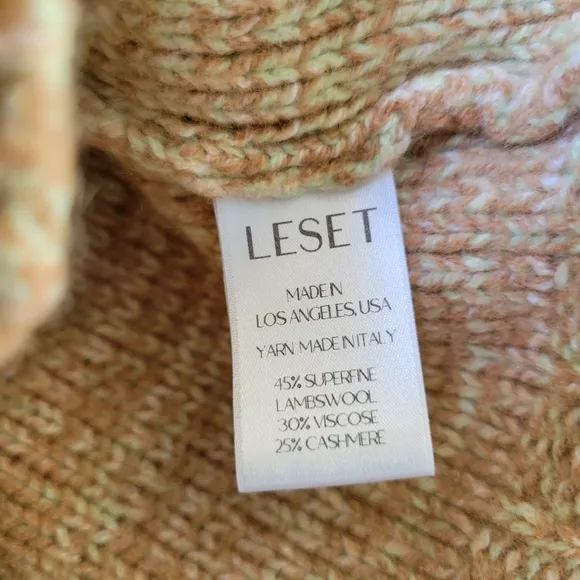 LESET
MADE IN
LOS ANGELES, USA
YARN MADE IN ITALY
45% SUPERFINE
LAMBSWOOL
30% VISCOSE
25% CASHMERE